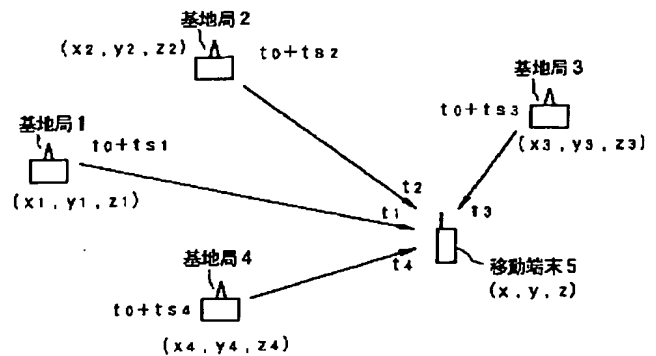 基地局2
(x2, y2, z2)
t0+ts2
基地局3
t0+ts3
(x3, y3, z3)
基地局1
t0+ts1
(x1, y1, z1)
t2
t1
t3
t4
基地局4
t0+ts4
(x4, y4, z4)
移動端末5
(x, y, z)